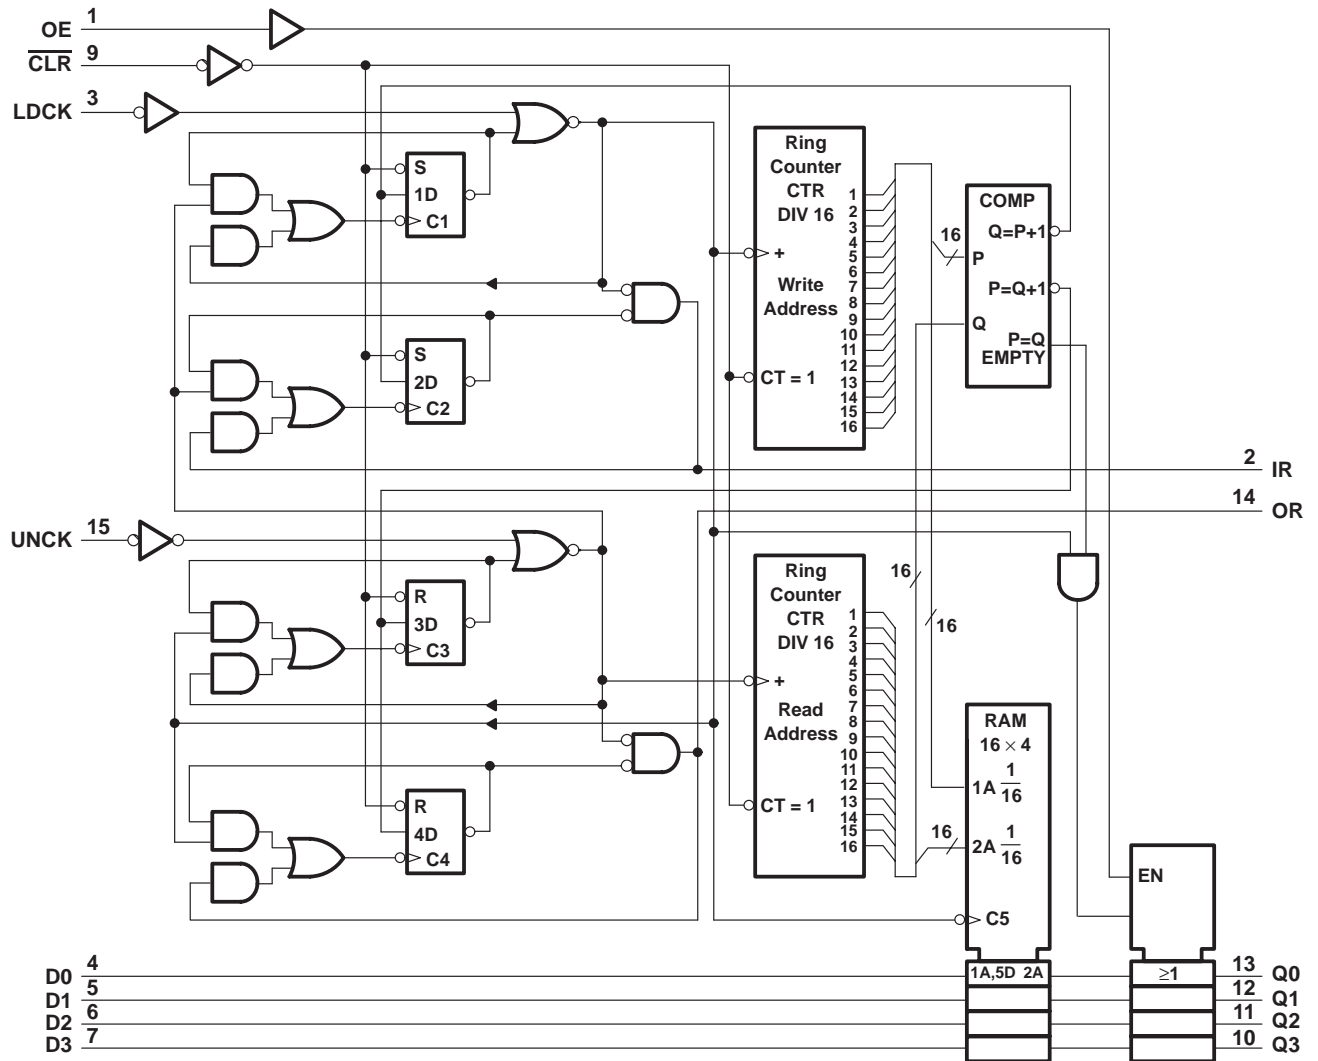 OE 1
CLR 9
LDCK 3
S
1D
C1
S
2D
C2
Ring
Counter
CTR
DIV 16
+
Write
Address
CT = 1
1
2
3
4
5
6
7
8
9
10
11
12
13
14
15
16
16
COMP
Q=P+1
P
P=Q+1
Q
P=Q
EMPTY
2 IR
14 OR
UNCK 15
R
3D
C3
R
4D
C4
Ring
Counter
CTR
DIV 16
+
Read
Address
CT = 1
1
2
3
4
5
6
7
8
9
10
11
12
13
14
15
16
16
16
16
RAM
16 × 4
1A 1/16
2A 1/16
C5
EN
D0 4 1A,5D 2A ≥1 13 Q0
D1 5 12 Q1
D2 6 11 Q2
D3 7 10 Q3